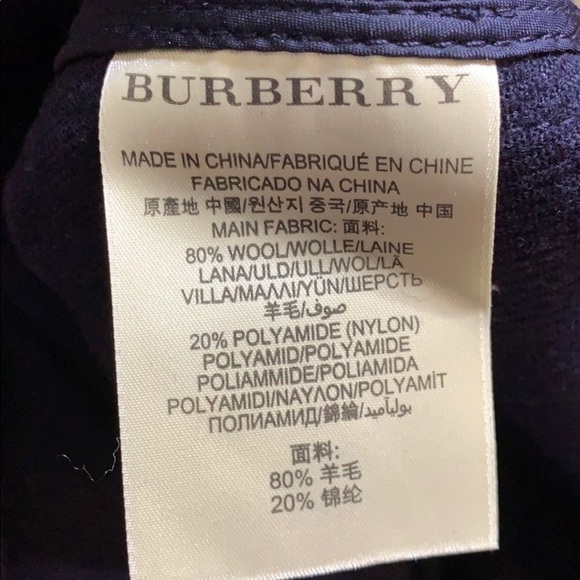 BURBERRY
MADE IN CHINA/FABRIQUÉ EN CHINE
FABRICADO NA CHINA
原產地 中國/원산지 중국/原产地 中国
MAIN FABRIC: 面料:
80% WOOL/WOLLE/LAINE
LANA/ULD/ULL/WOL/LÃ
VILLA/ΜΑΛΛΙ/YÜN/ШЕРСТЬ
羊毛/صوف
20% POLYAMIDE (NYLON)
POLYAMID/POLYAMIDE
POLIAMMIDE/POLIAMIDA
POLYAMIDI/ΝΑΥΛΟΝ/POLYAMİT
ПОЛИАМИД/錦綸/بوليآميد
面料:
80% 羊毛
20% 锦纶